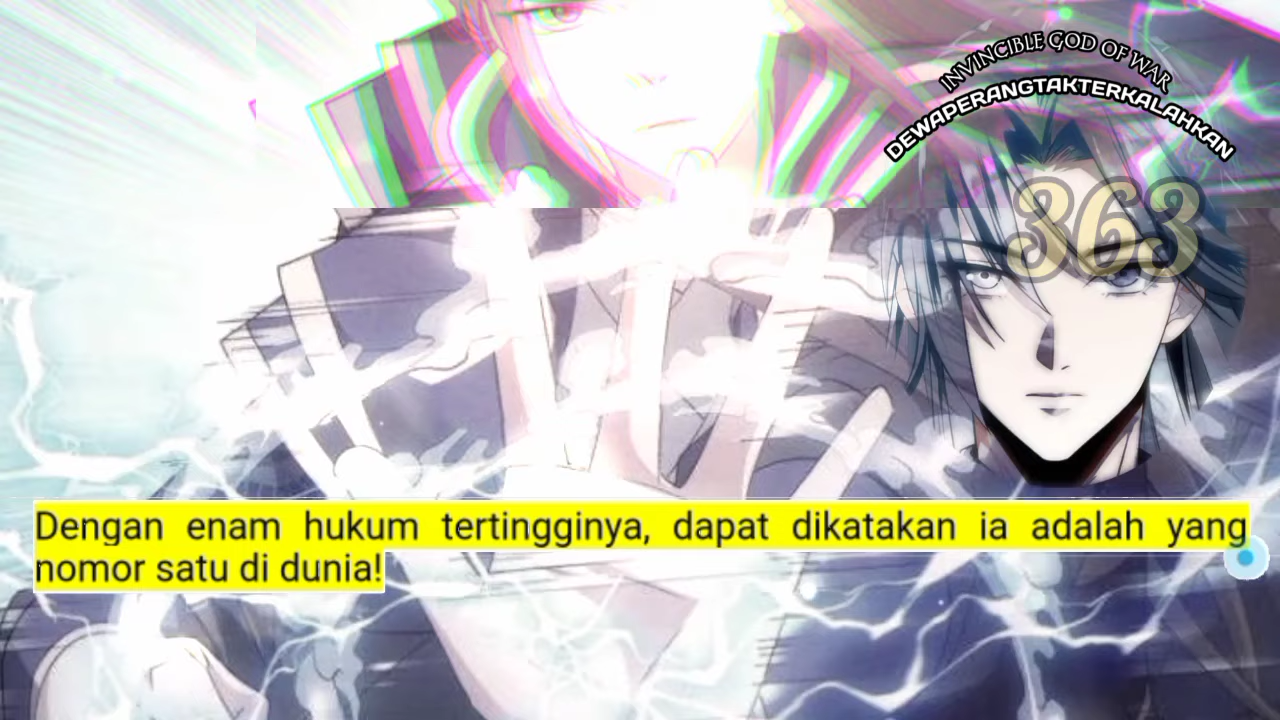 INVINCIBLE GOD OF WAR
DEWAPERANGTAKTERKALAHKAN
363
Dengan enam hukum tertingginya, dapat dikatakan ia adalah yang
nomor satu di dunia!